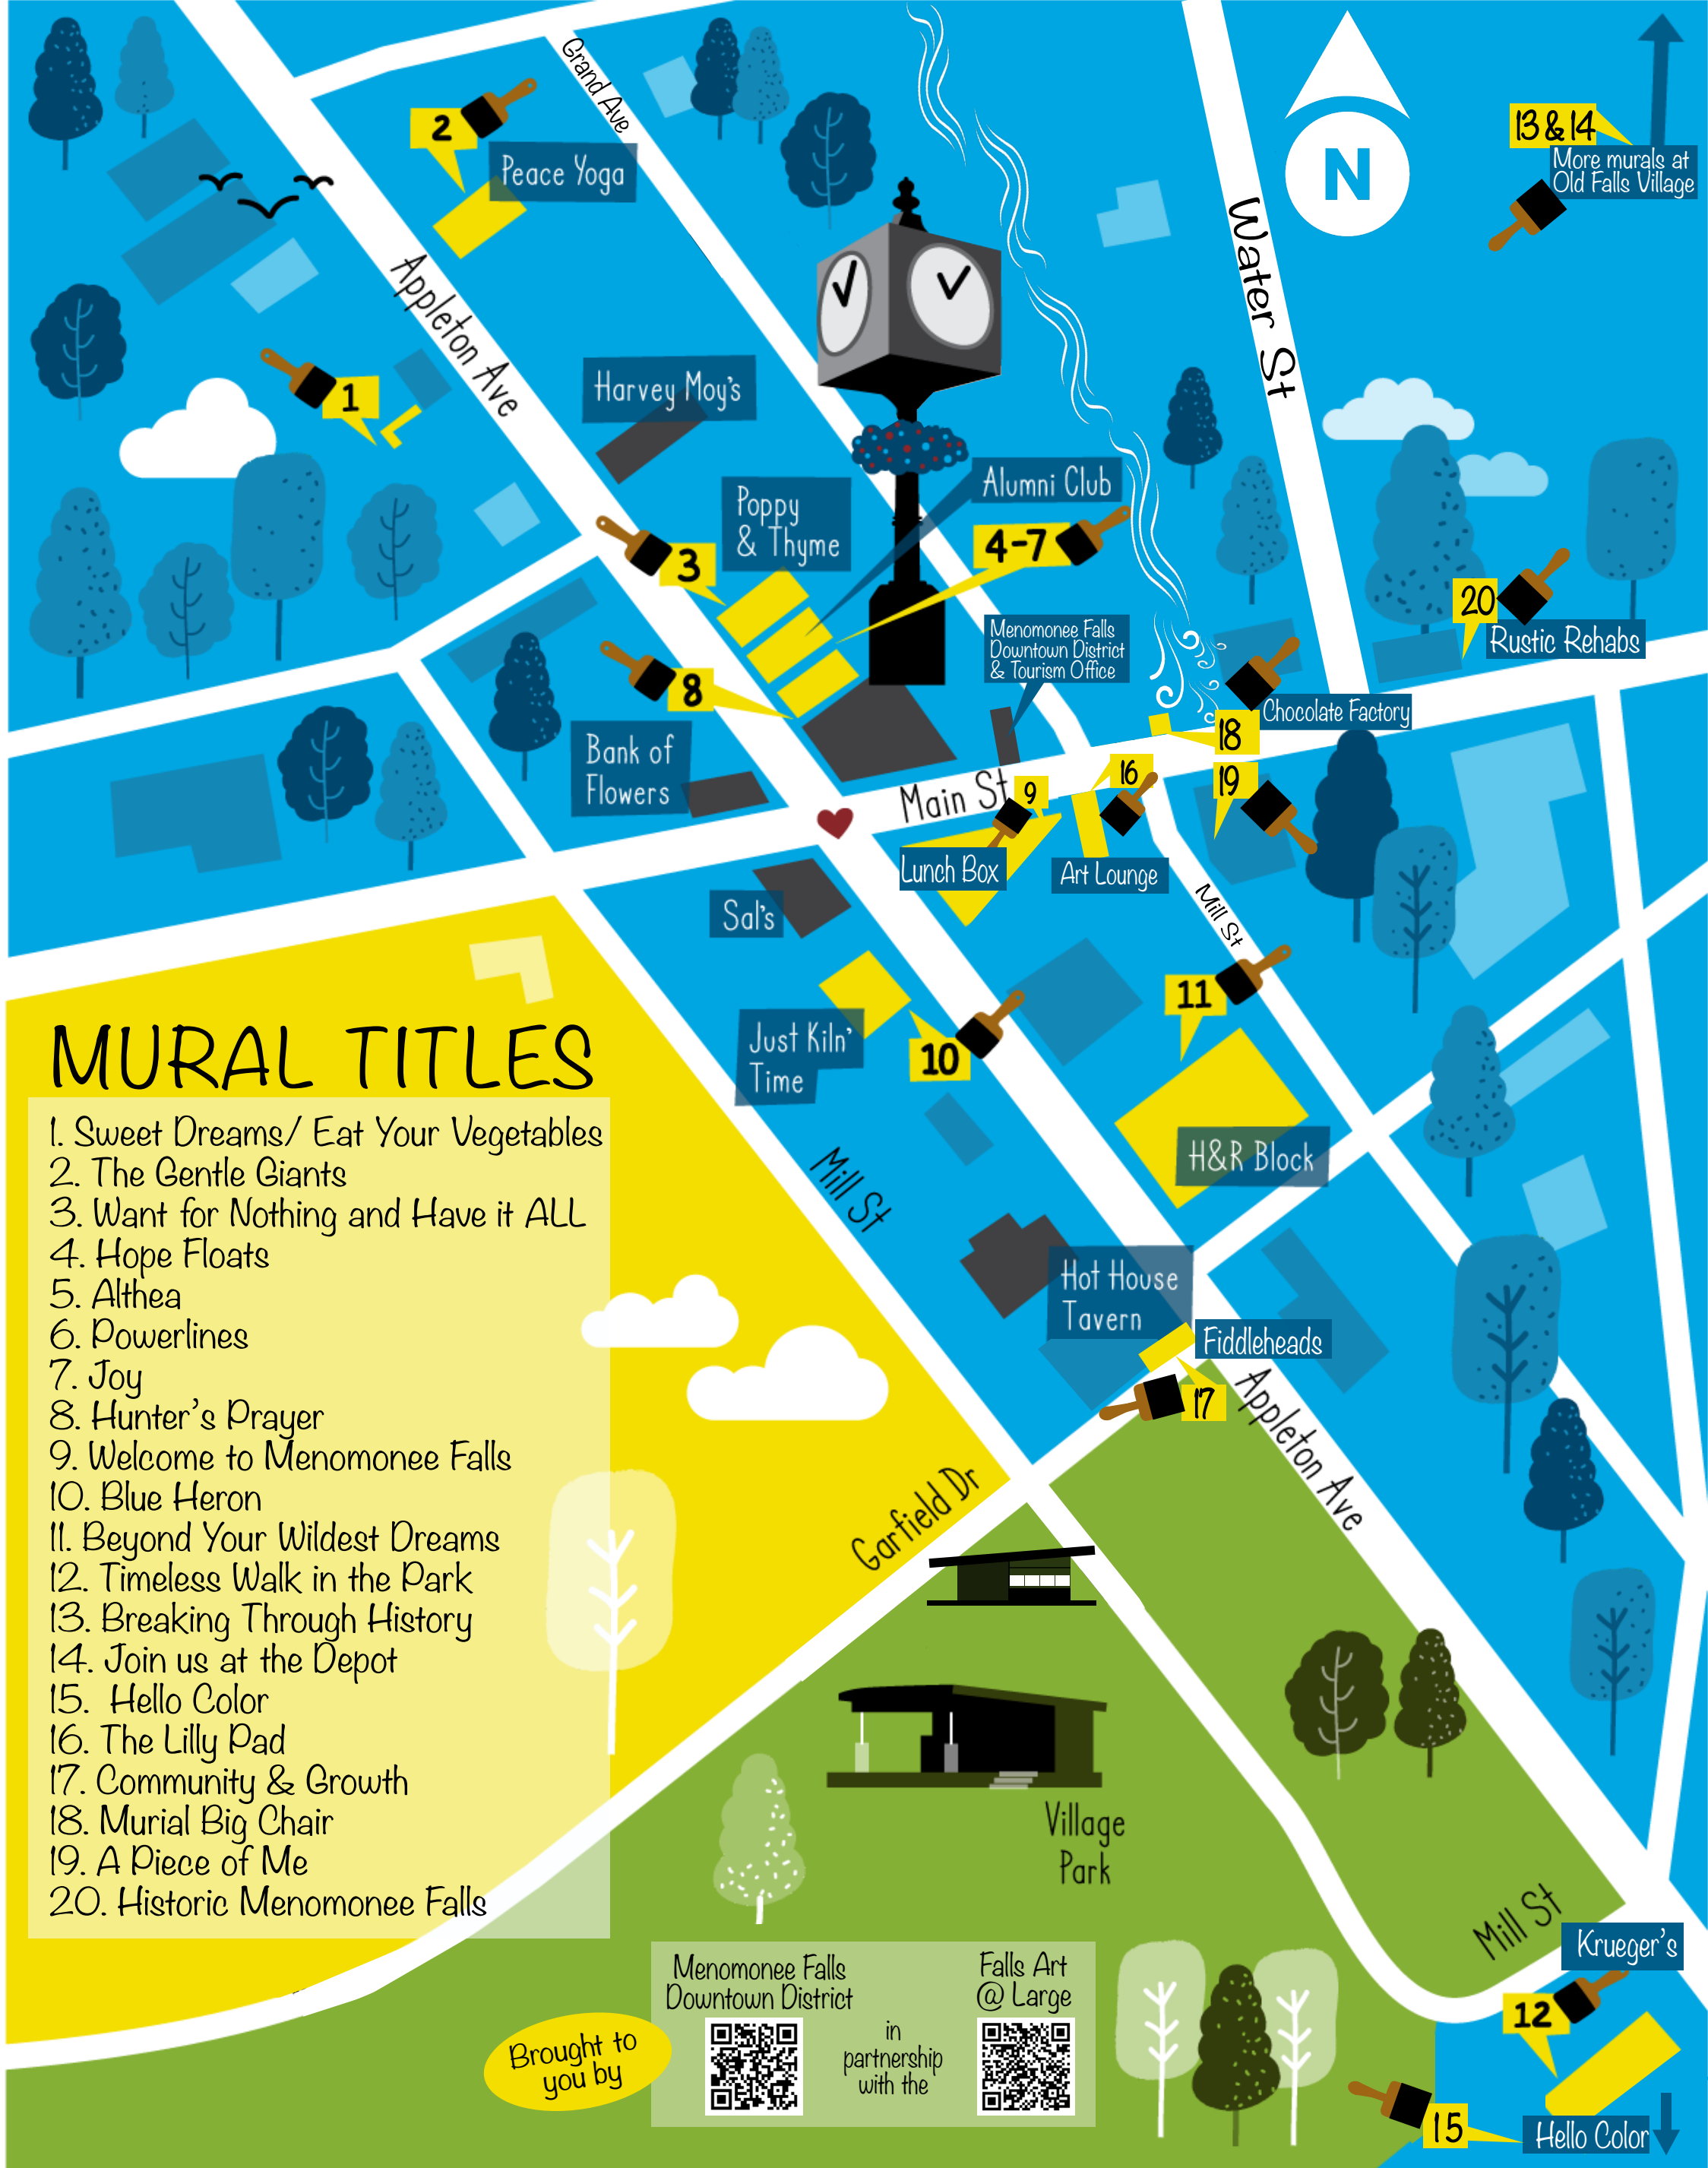 Grand Ave
2
Peace Yoga
N
13 & 14
More murals at
Old Falls Village
Water St
Appleton Ave
1
Harvey Moy's
Poppy
& Thyme
Alumni Club
3
4-7
20
Rustic Rehabs
Menomonee Falls
Downtown District
& Tourism Office
8
Chocolate Factory
18
Bank of
Flowers
Main St
9
16
19
Lunch Box
Art Lounge
Sal's
Mill St
11
Just Kiln'
Time
10
H&R Block
Mill St
Hot House
Tavern
Fiddleheads
17
Appleton Ave
Garfield Dr
MURAL TITLES
1. Sweet Dreams/ Eat Your Vegetables
2. The Gentle Giants
3. Want for Nothing and Have it ALL
4. Hope Floats
5. Althea
6. Powerlines
7. Joy
8. Hunter's Prayer
9. Welcome to Menomonee Falls
10. Blue Heron
11. Beyond Your Wildest Dreams
12. Timeless Walk in the Park
13. Breaking Through History
14. Join us at the Depot
15. Hello Color
16. The Lilly Pad
17. Community & Growth
18. Murial Big Chair
19. A Piece of Me
20. Historic Menomonee Falls
Village
Park
Mill St
Krueger's
12
15
Hello Color
Brought to
you by
Menomonee Falls
Downtown District
in
partnership
with the
Falls Art
@ Large